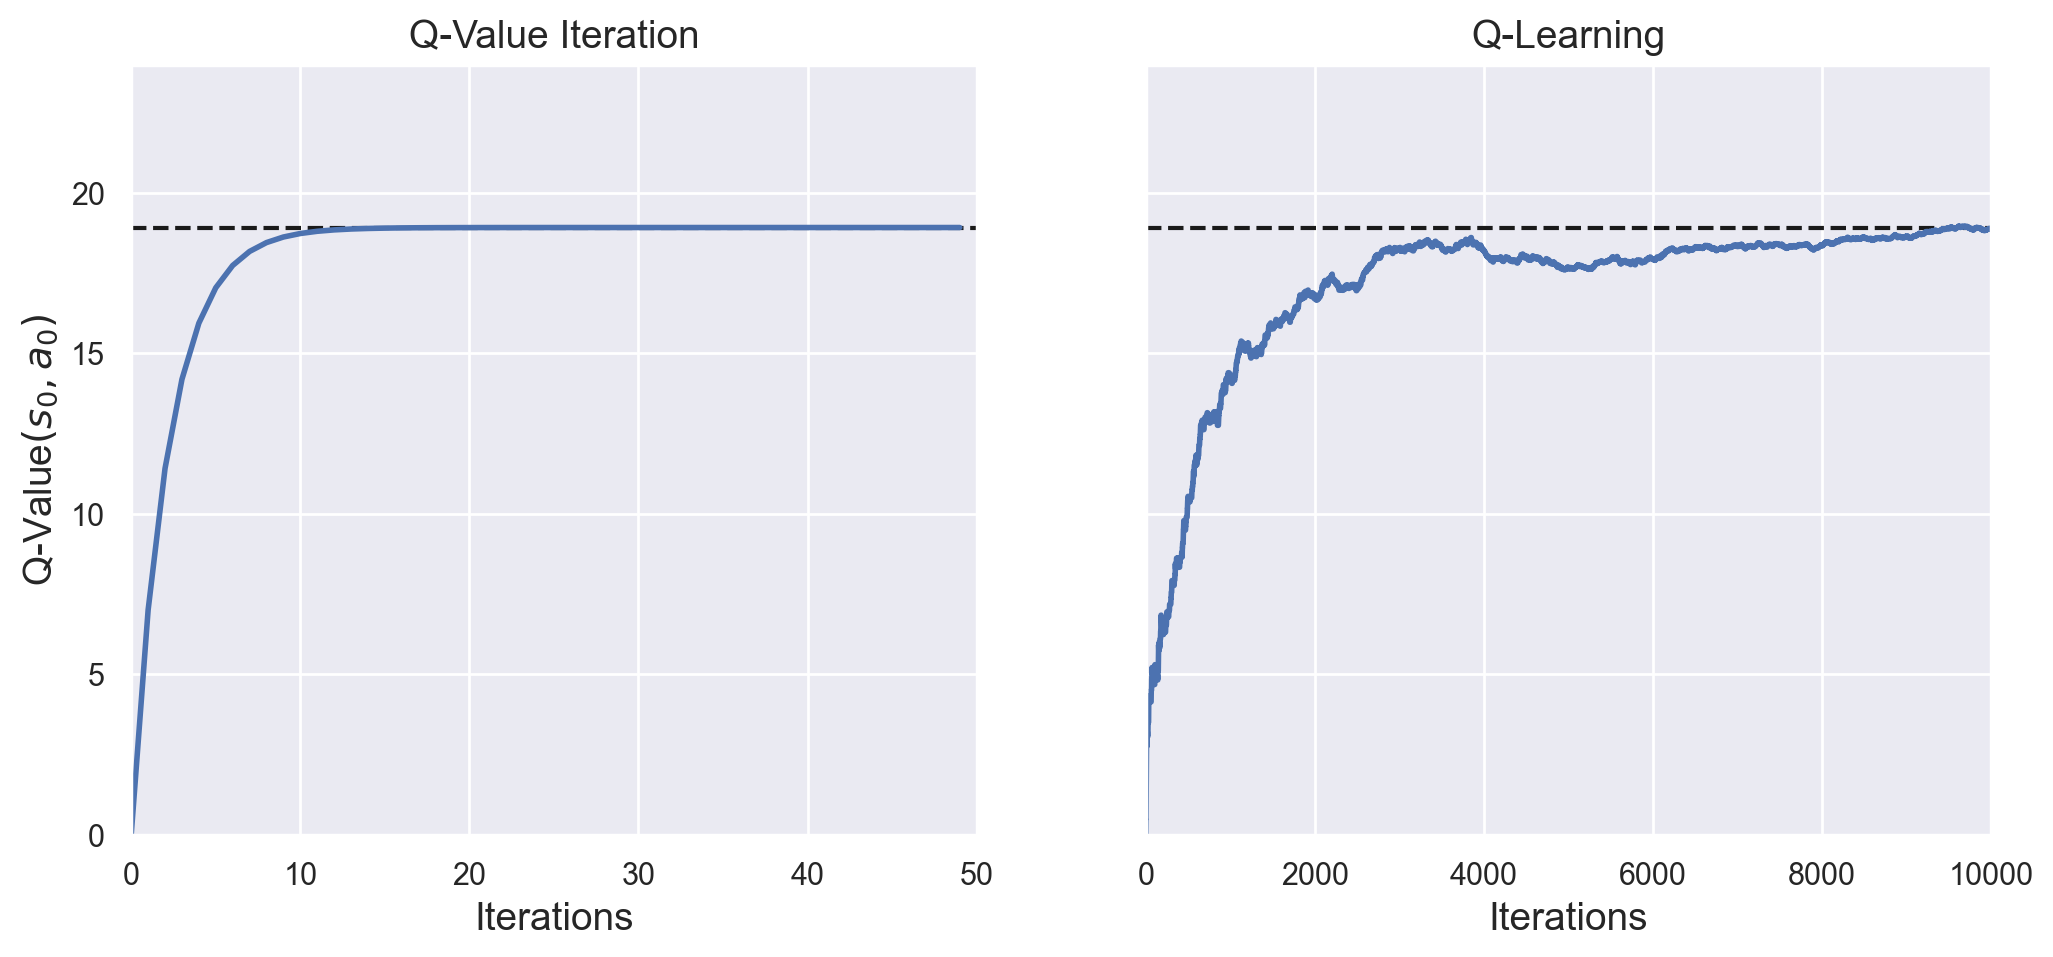 Q-Value Iteration
Q-Learning
Q-Value(s₀, a₀)
20
15
10
5
0
0 10 20 30 40 50
Iterations
0 2000 4000 6000 8000 10000
Iterations